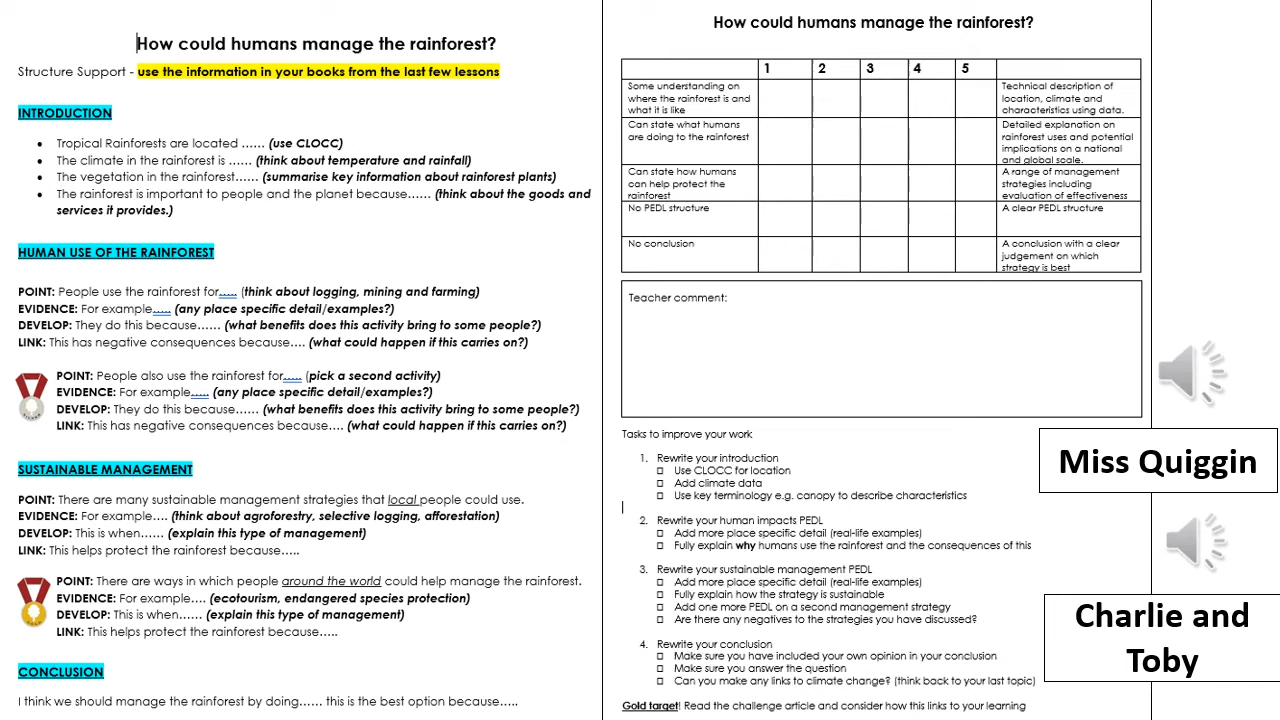 How could humans manage the rainforest?
Structure Support - use the information in your books from the last few lessons
INTRODUCTION
• Tropical Rainforests are located …… (use CLOCC)
• The climate in the rainforest is …… (think about temperature and rainfall)
• The vegetation in the rainforest…… (summarise key information about rainforest plants)
• The rainforest is important to people and the planet because…… (think about the goods and
services it provides.)
HUMAN USE OF THE RAINFOREST
POINT: People use the rainforest for….. (think about logging, mining and farming)
EVIDENCE: For example….. (any place specific detail/examples?)
DEVELOP: They do this because…… (what benefits does this activity bring to some people?)
LINK: This has negative consequences because…. (what could happen if this carries on?)
POINT: People also use the rainforest for….. (pick a second activity)
EVIDENCE: For example….. (any place specific detail/examples?)
DEVELOP: They do this because…… (what benefits does this activity bring to some people?)
LINK: This has negative consequences because…. (what could happen if this carries on?)
SUSTAINABLE MANAGEMENT
POINT: There are many sustainable management strategies that local people could use.
EVIDENCE: For example…. (think about agroforestry, selective logging, afforestation)
DEVELOP: This is when…… (explain this type of management)
LINK: This helps protect the rainforest because…..
POINT: There are ways in which people around the world could help manage the rainforest.
EVIDENCE: For example…. (ecotourism, endangered species protection)
DEVELOP: This is when…… (explain this type of management)
LINK: This helps protect the rainforest because…..
CONCLUSION
I think we should manage the rainforest by doing…… this is the best option because…..
How could humans manage the rainforest?
1 2 3 4 5
Some understanding on
where the rainforest is and
what it is like
Technical description of
location, climate and
characteristics using data.
Can state what humans
are doing to the rainforest
Detailed explanation on
rainforest uses and potential
implications on a national
and global scale.
Can state how humans
can help protect the
rainforest
A range of management
strategies including
evaluation of effectiveness
No PEDL structure
A clear PEDL structure
No conclusion
A conclusion with a clear
judgement on which
strategy is best
Teacher comment:
Tasks to improve your work
1. Rewrite your introduction
Use CLOCC for location
Add climate data
Use key terminology e.g. canopy to describe characteristics
2. Rewrite your human impacts PEDL
Add more place specific detail (real-life examples)
Fully explain why humans use the rainforest and the consequences of this
3. Rewrite your sustainable management PEDL
Add more place specific detail (real-life examples)
Fully explain how the strategy is sustainable
Add one more PEDL on a second management strategy
Are there any negatives to the strategies you have discussed?
4. Rewrite your conclusion
Make sure you have included your own opinion in your conclusion
Make sure you answer the question
Can you make any links to climate change? (think back to your last topic)
Gold target! Read the challenge article and consider how this links to your learning
Miss Quiggin
Charlie and
Toby